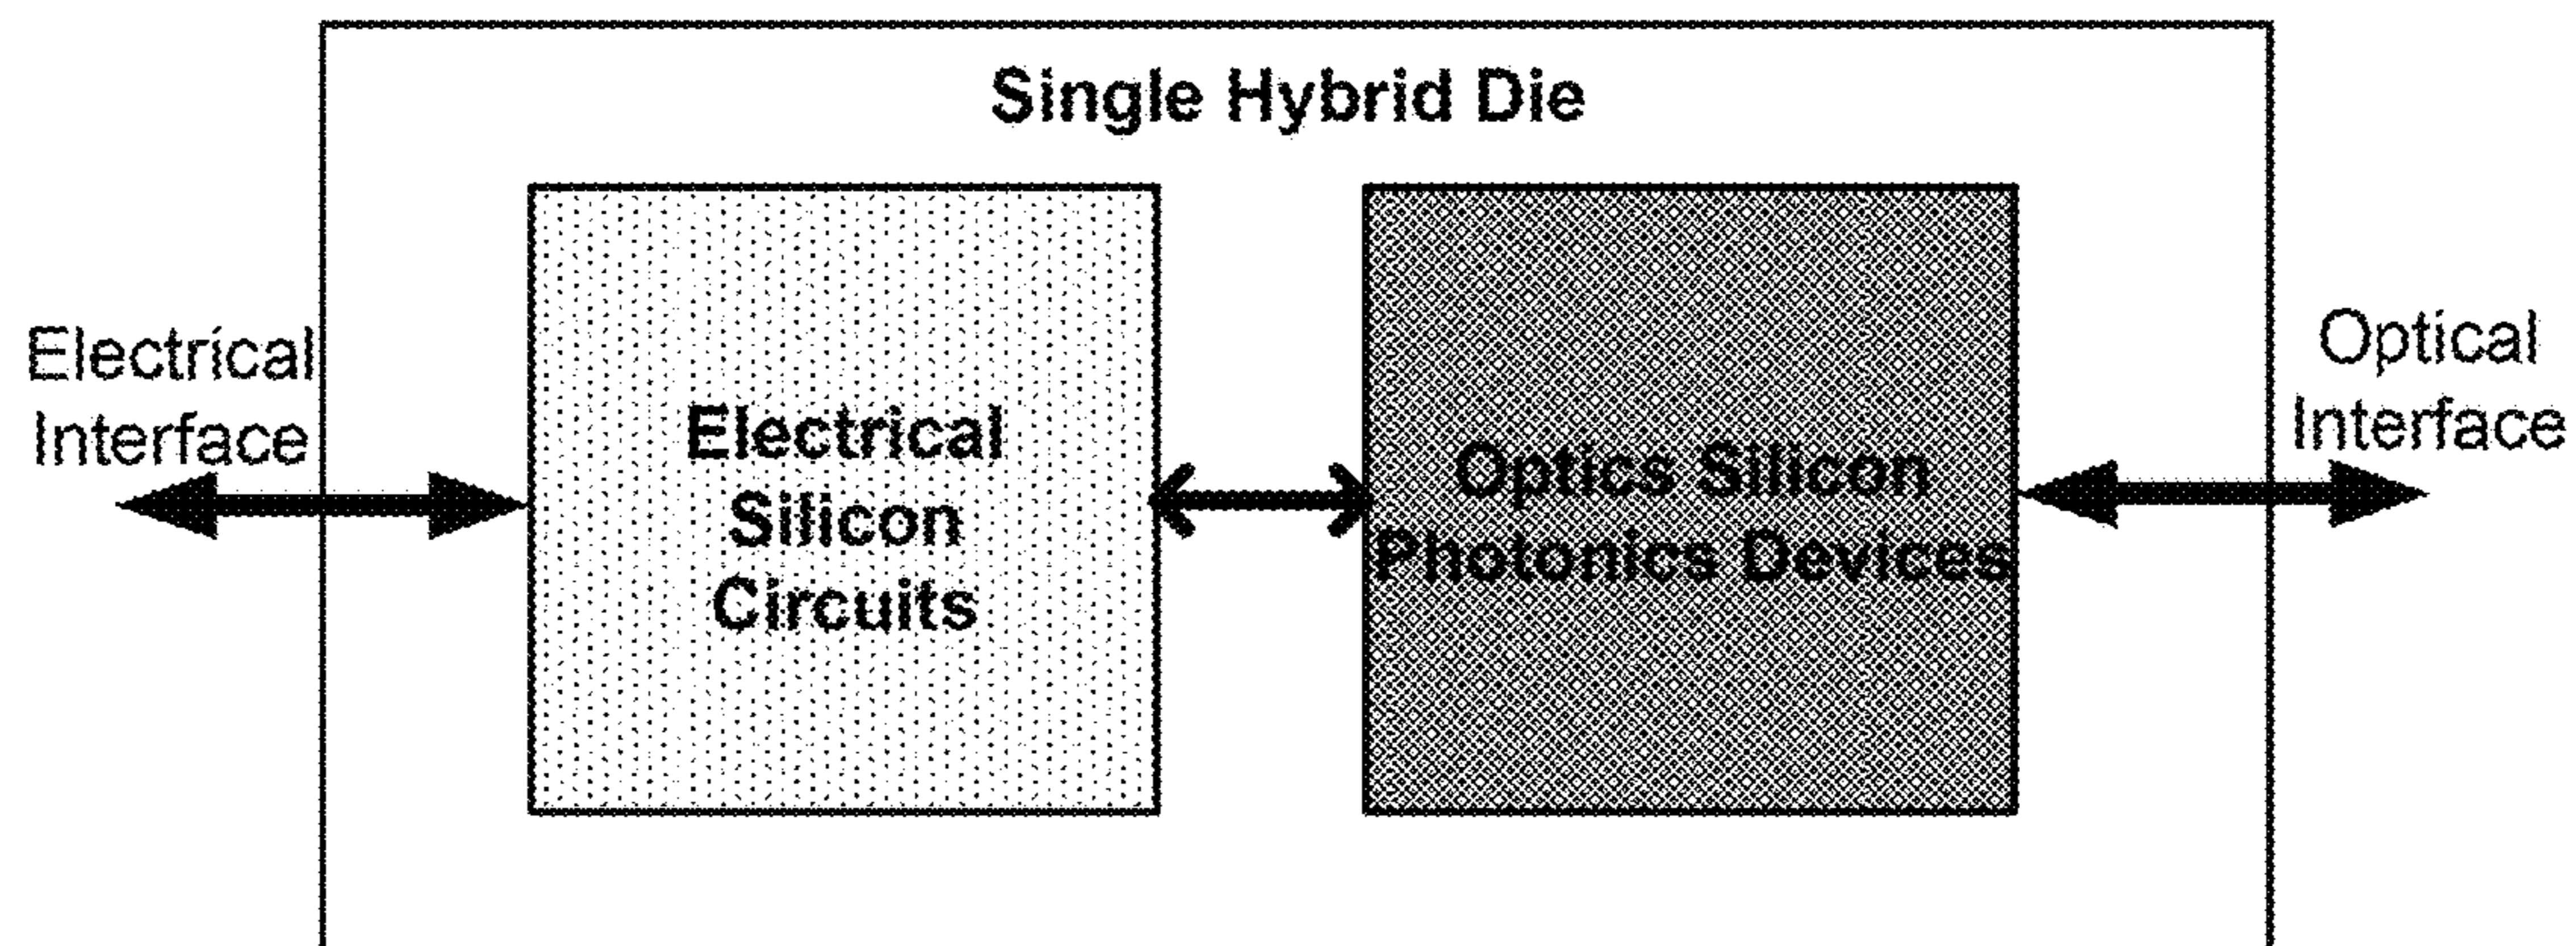 Single Hybrid Die
Electrical
Interface
Electrical
Silicon
Circuits
Optics Silicon
Photonics Devices
Optical
Interface